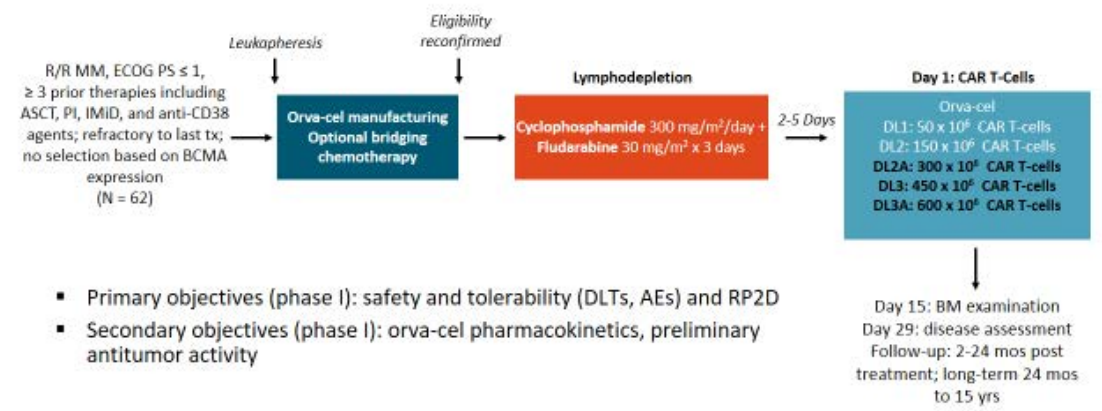 Leukapheresis
Eligibility
reconfirmed
R/R MM, ECOG PS ≤ 1,
≥ 3 prior therapies including
ASCT, PI, IMiD, and anti-CD38
agents; refractory to last tx;
no selection based on BCMA
expression
(N = 62)
Orva-cel manufacturing
Optional bridging
chemotherapy
Lymphodepletion
Cyclophosphamide 300 mg/m²/day +
Fludarabine 30 mg/m² x 3 days
2-5 Days
Day 1: CAR T-Cells
Orva-cel
DL1: 50 x 10⁶ CAR T-cells
DL2: 150 x 10⁶ CAR T-cells
DL2A: 300 x 10⁶ CAR T-cells
DL3: 450 x 10⁶ CAR T-cells
DL3A: 600 x 10⁶ CAR T-cells
Day 15: BM examination
Day 29: disease assessment
Follow-up: 2-24 mos post
treatment; long-term 24 mos
to 15 yrs
▪ Primary objectives (phase I): safety and tolerability (DLTs, AEs) and RP2D
▪ Secondary objectives (phase I): orva-cel pharmacokinetics, preliminary
antitumor activity